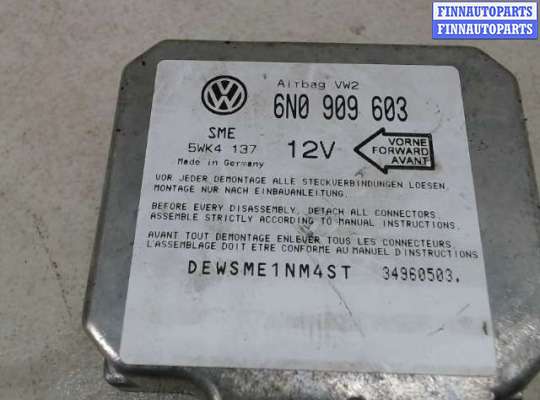 FINNAUTOPARTS
FINNAUTOPARTS
Airbag VW2
6N0 909 603
SME
5WK4 137
Made in Germany
12V
VORNE
FORWARD
AVANT
VOR JEDER DEMONTAGE ALLE STECKVERBINDUNGEN LOESEN.
MONTAGE NUR NACH EINBAUANLEITUNG.
BEFORE EVERY DISASSEMBLY, DETACH ALL CONNECTORS
ASSEMBLE STRICTLY ACCORDING TO MANUAL INSTRUCTIONS.
AVANT TOUT DEMONTAGE ENLEVER TOUS LES CONNECTEURS.
L'ASSEMBLAGE DOIT ETRE CONFORME AU MANUEL D'INSTRUCTIONS
DEWSME1NM4ST 34960503.